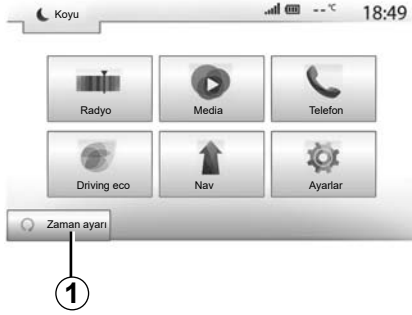 Koyu
--°C 18:49
Radyo Media Telefon
Driving eco Nav Ayarlar
Zaman ayarı
1